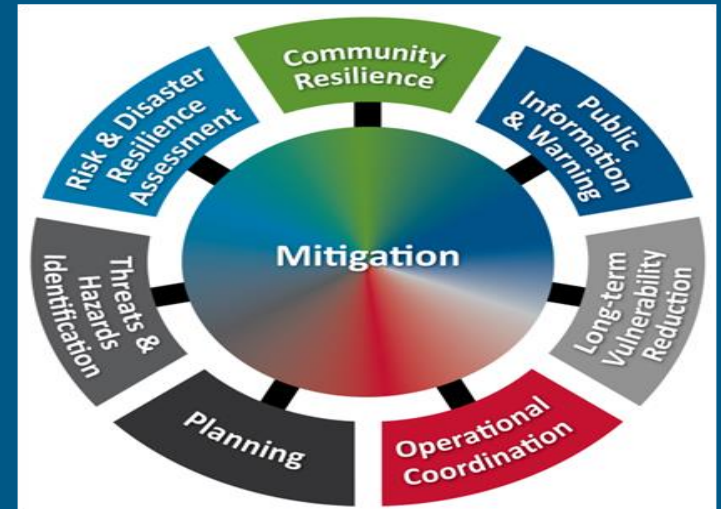 Community
Resilience
Public
Information
& Warning
Long-term
Vulnerability
Reduction
Operational
Coordination
Planning
Threats &
Hazards
Identification
Risk & Disaster
Resilience
Assessment
Mitigation